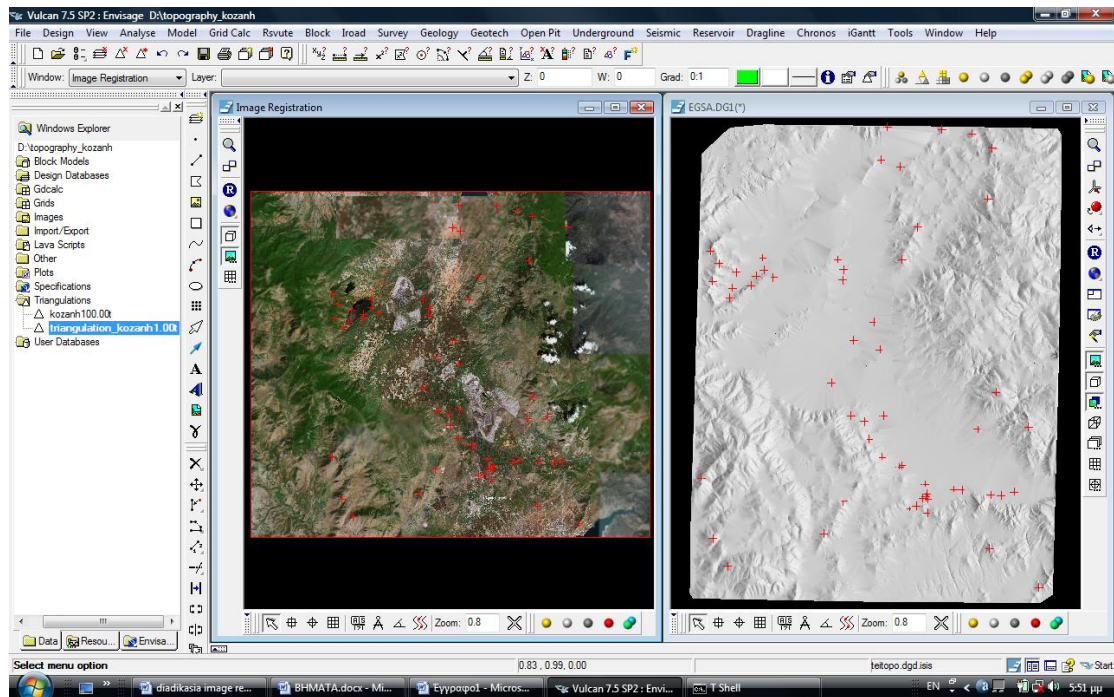 Vulcan 7.5 SP2 : Envisage D:\topography_kozanh
File Design View Analyse Model Grid Calc Rsvute Block Iroad Survey Geology Geotech Open Pit Underground Seismic Reservoir Dragline Chronos iGantt Tools Window Help
Window: Image Registration Layer: Z: 0 W: 0 Grad: 0:1
Windows Explorer
D:\topography_kozanh
Block Models
Design Databases
Gdcalc
Grids
Images
Import/Export
Lava Scripts
Other
Plots
Specifications
Triangulations
kozanh100.00t
triangulation_kozanh1.00t
User Databases
Data Resou... Envisa...
Image Registration
Zoom: 0.8
EGSA.DG1(*)
Zoom: 0.8
Select menu option
0.83 , 0.99, 0.00
teitopo.dgd.isis
Start
diadikasia image re...
BHMATA.docx - Mi...
Έγγραφο1 - Micros...
Vulcan 7.5 SP2 : Envi...
T Shell
EN
5:51 μμ